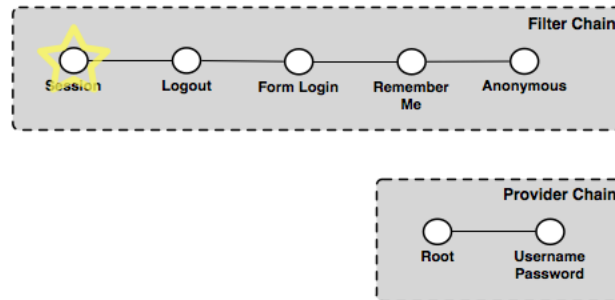 Filter Chain
Session
Logout
Form Login
Remember
Me
Anonymous
Provider Chain
Root
Username
Password